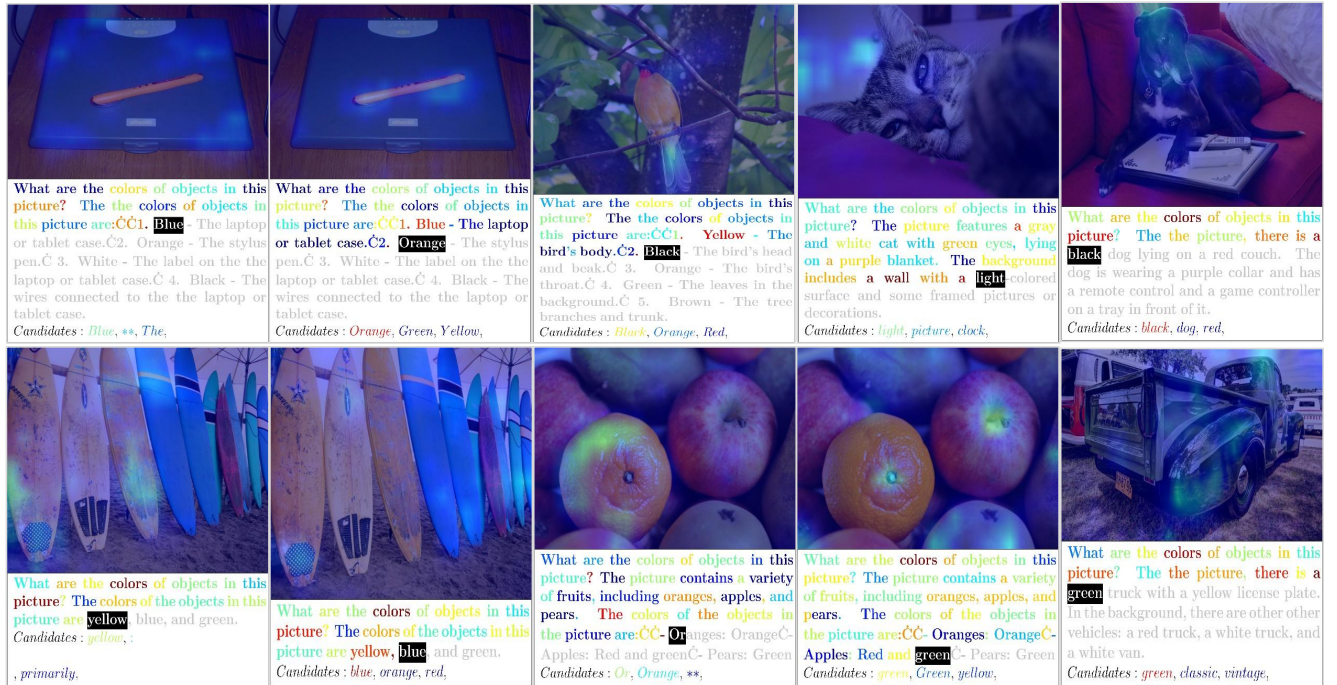 What are the colors of objects in this
picture? The the colors of objects in
this picture are:ĊĊ1. Blue - The laptop
or tablet case.Ċ2. Orange - The stylus
pen.Ċ 3. White - The label on the the
laptop or tablet case.Ċ 4. Black - The
wires connected to the the laptop or
tablet case.
Candidates : Blue, **, The,
What are the colors of objects in this
picture? The the colors of objects in
this picture are:ĊĊ1. Blue - The laptop
or tablet case.Ċ2. Orange - The stylus
pen.Ċ 3. White - The label on the the
laptop or tablet case.Ċ 4. Black - The
wires connected to the the laptop or
tablet case.
Candidates : Orange, Green, Yellow,
What are the colors of objects in this
picture? The the colors of objects in
this picture are:ĊĊ1. Yellow - The
bird's body.Ċ2. Black - The bird's head
and beak.Ċ 3. Orange - The bird's
throat.Ċ 4. Green - The leaves in the
background.Ċ 5. Brown - The tree
branches and trunk.
Candidates : Black, Orange, Red,
What are the colors of objects in this
picture? The picture features a gray
and white cat with green eyes, lying
on a purple blanket. The background
includes a wall with a light-colored
surface and some framed pictures or
decorations.
Candidates : light, picture, clock,
What are the colors of objects in this
picture? The the picture, there is a
black dog lying on a red couch. The
dog is wearing a purple collar and has
a remote control and a game controller
on a tray in front of it.
Candidates : black, dog, red,
What are the colors of objects in this
picture? The colors of the objects in this
picture are yellow, blue, and green.
Candidates : yellow, :
, primarily,
What are the colors of objects in this
picture? The colors of the objects in this
picture are yellow, blue, and green.
Candidates : blue, orange, red,
What are the colors of objects in this
picture? The picture contains a variety
of fruits, including oranges, apples, and
pears. The colors of the objects in
the picture are:ĊĊ- Oranges: OrangeĊ-
Apples: Red and greenĊ- Pears: Green
Candidates : Or, Orange, **,
What are the colors of objects in this
picture? The picture contains a variety
of fruits, including oranges, apples, and
pears. The colors of the objects in
the picture are:ĊĊ- Oranges: OrangeĊ-
Apples: Red and greenĊ- Pears: Green
Candidates : green, Green, yellow,
What are the colors of objects in this
picture? The the picture, there is a
green truck with a yellow license plate.
In the background, there are other other
vehicles: a red truck, a white truck, and
a white van.
Candidates : green, classic, vintage,